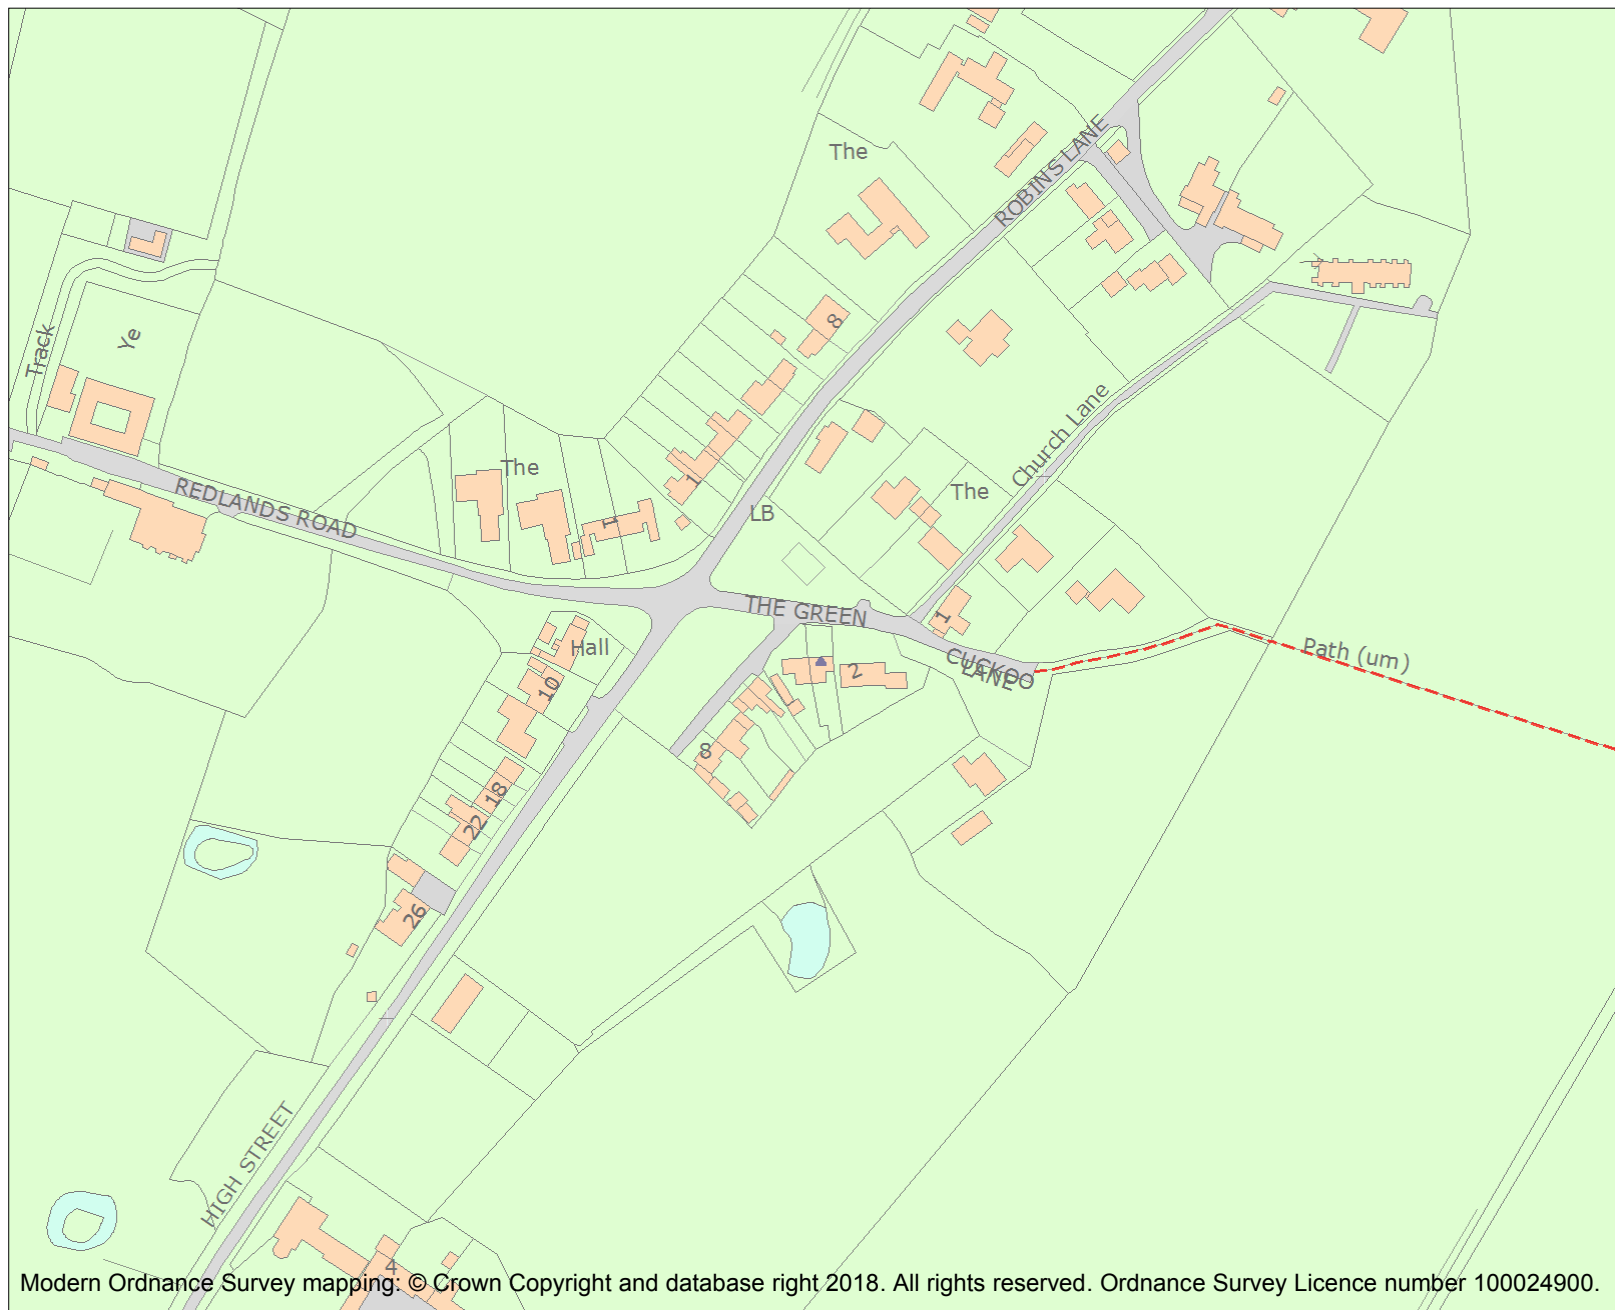 The
ROBINS LANE
8
Track
Ye
Church Lane
The
The
1
REDLANDS ROAD
LB
1
THE GREEN
1
Hall
CUCKOO
LANE
Path (um)
2
10
8
18
22
26
HIGH STREET
4
Modern Ordnance Survey mapping: © Crown Copyright and database right 2018. All rights reserved. Ordnance Survey Licence number 100024900.